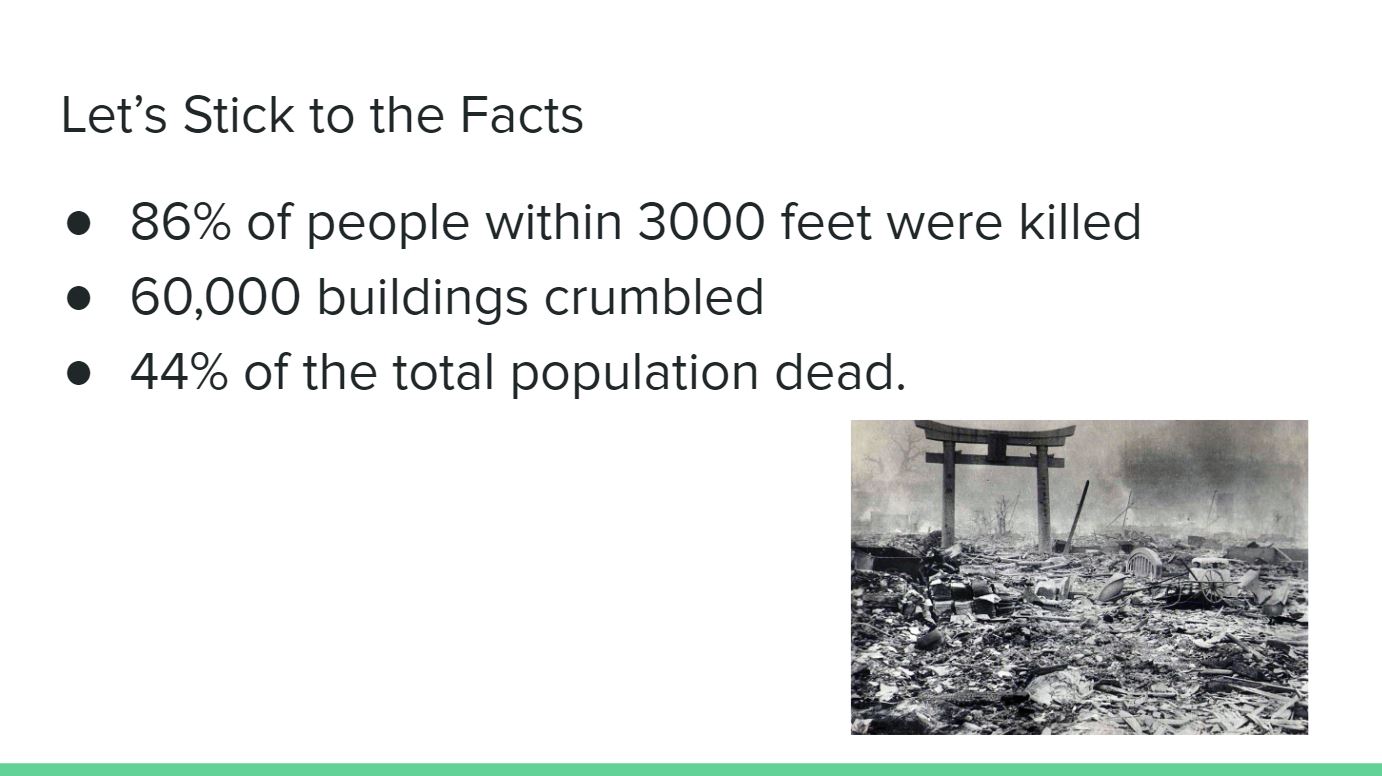 Let’s Stick to the Facts
● 86% of people within 3000 feet were killed
● 60,000 buildings crumbled
● 44% of the total population dead.